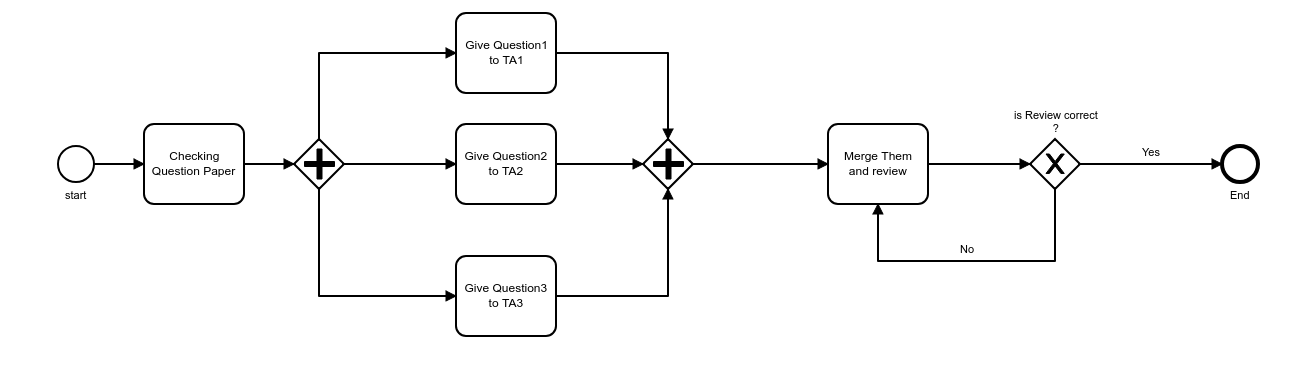 start
Checking
Question Paper
Give Question1
to TA1
Give Question2
to TA2
Give Question3
to TA3
Merge Them
and review
is Review correct
?
Yes
No
End